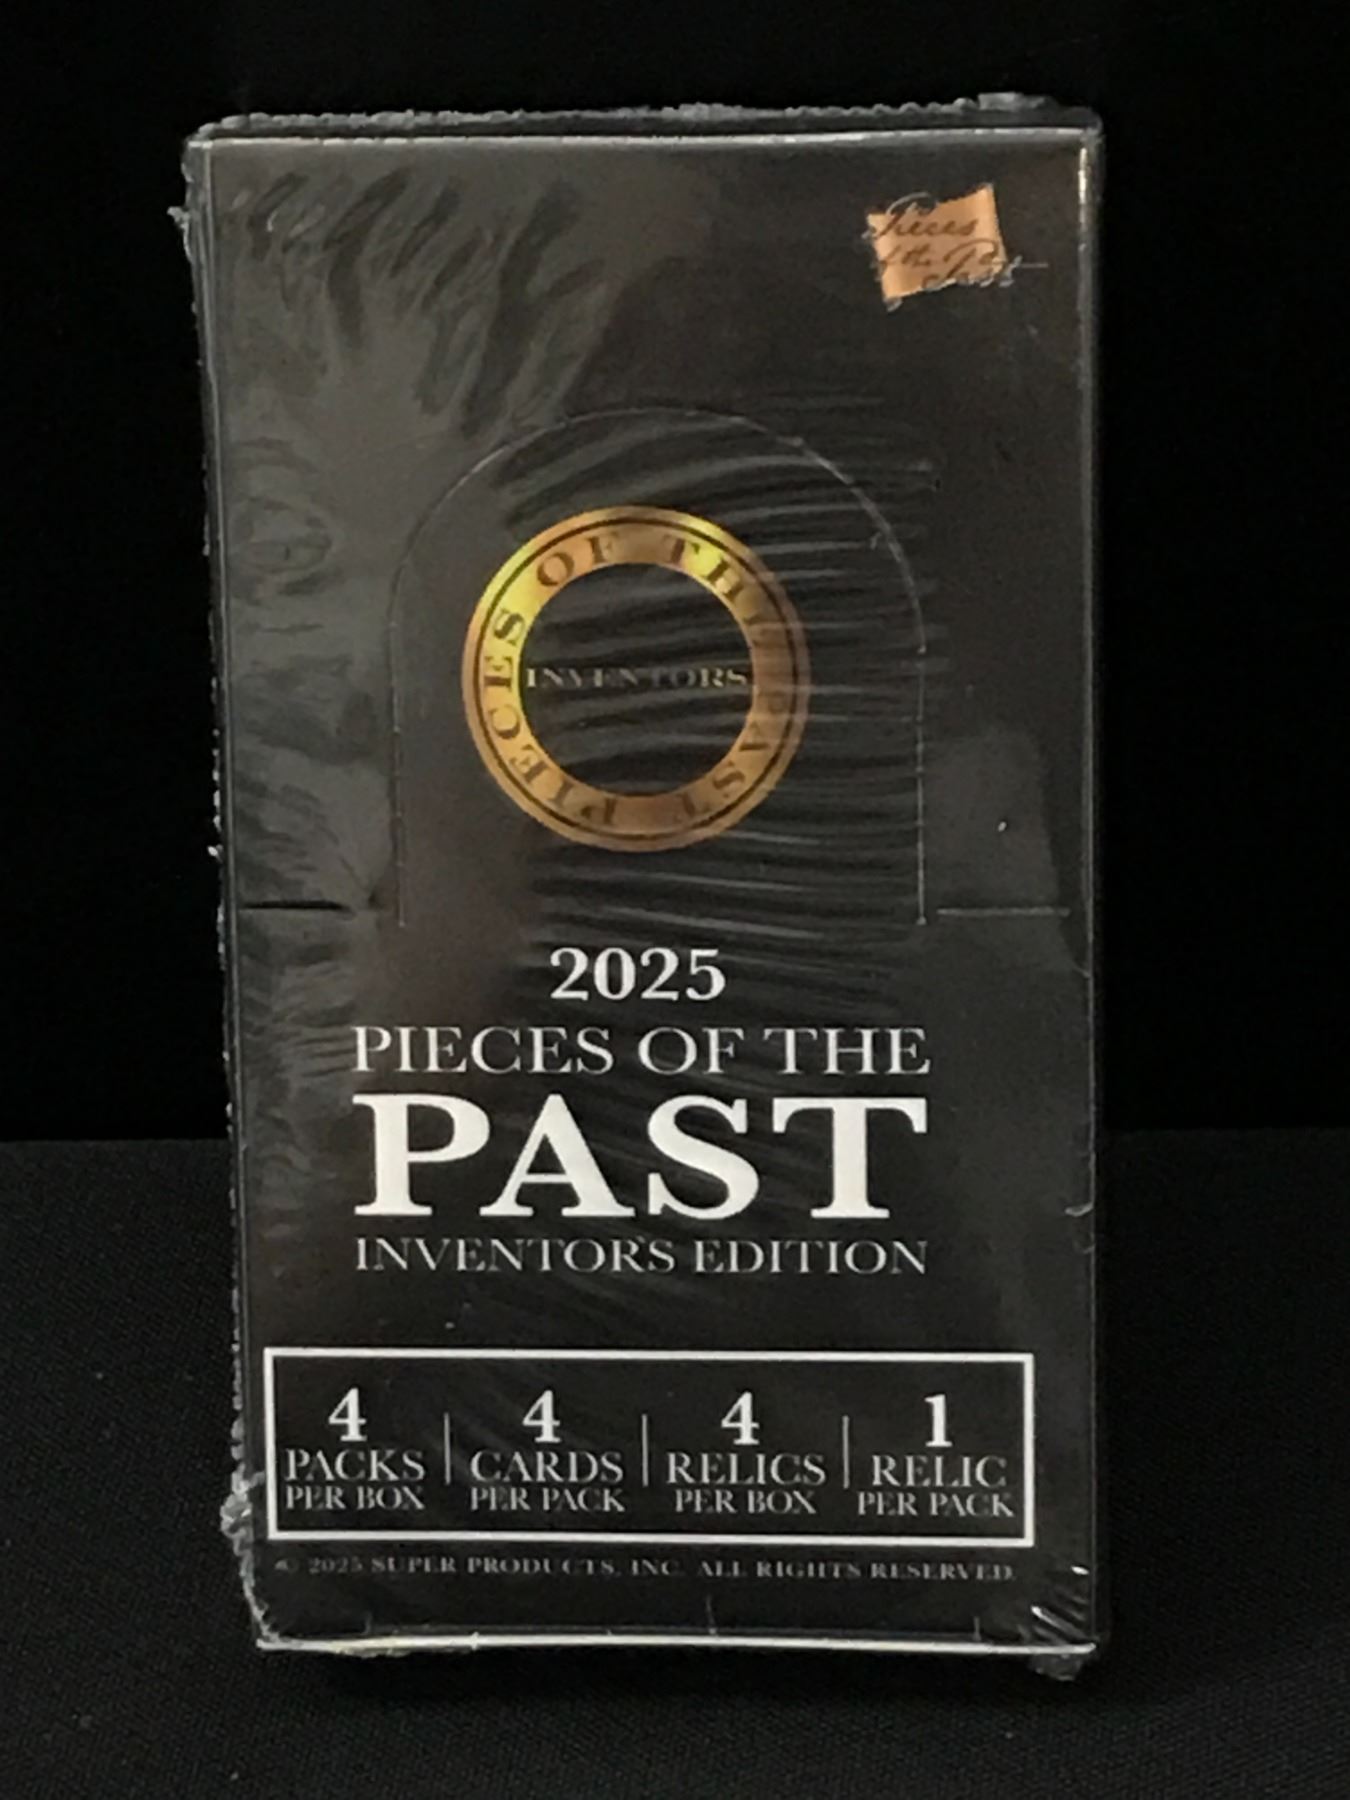 Pieces
of the Past
PIECES OF THE PAST
INVENTORS
2025
PIECES OF THE
PAST
INVENTOR'S EDITION
4 4 4 1
PACKS CARDS RELICS RELIC
PER BOX PER PACK PER BOX PER PACK
© 2025 SUPER PRODUCTS, INC. ALL RIGHTS RESERVED.